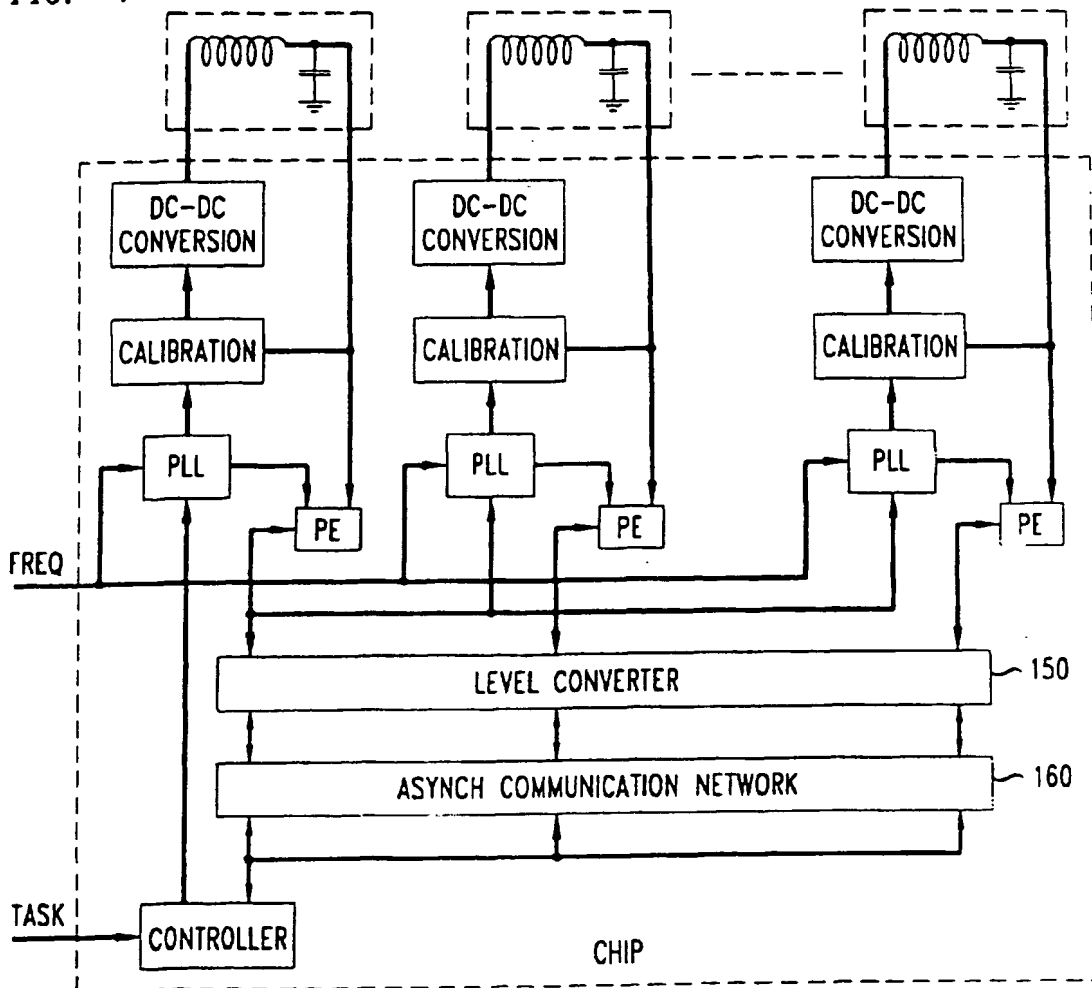 FIG.
DC-DC CONVERSION
DC-DC CONVERSION
DC-DC CONVERSION
CALIBRATION
CALIBRATION
CALIBRATION
PLL
PLL
PLL
PE
PE
PE
FREQ
LEVEL CONVERTER
150
ASYNCH COMMUNICATION NETWORK
160
TASK
CONTROLLER
CHIP